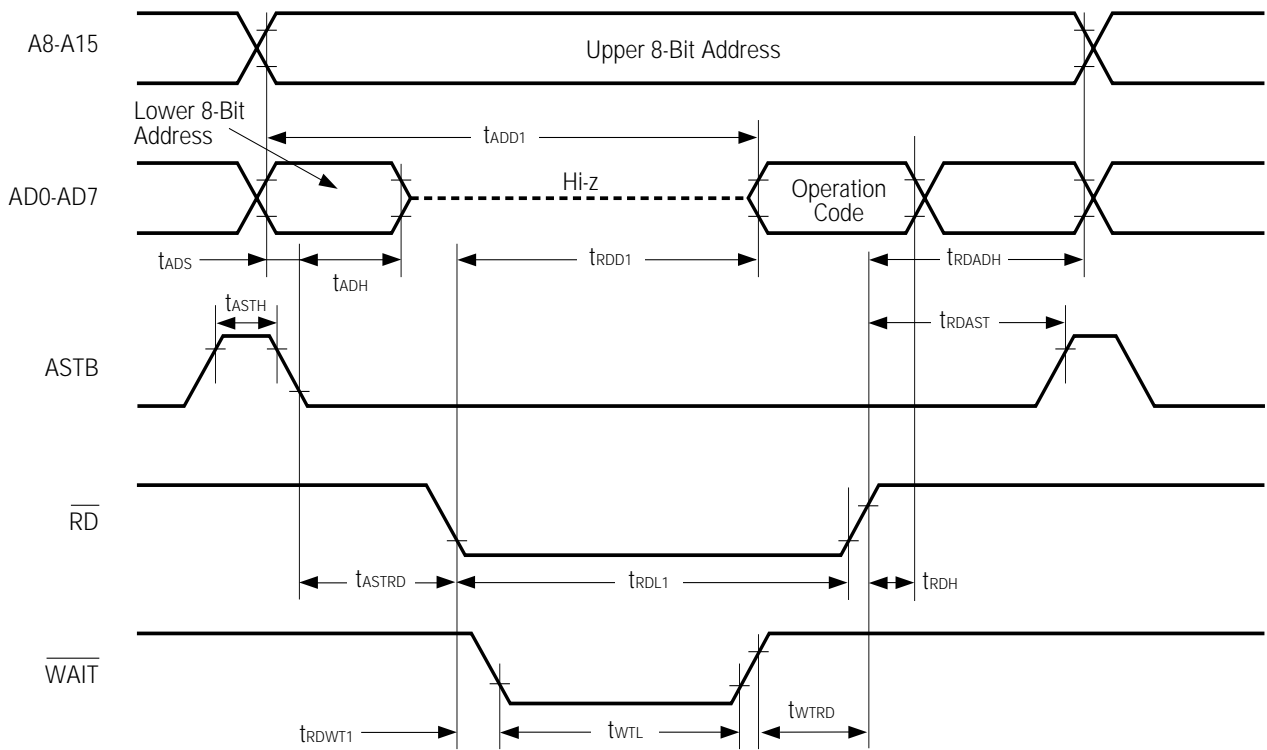 A8-A15
Upper 8-Bit Address
Lower 8-Bit
Address
tADD1
AD0-AD7
Hi-z
Operation
Code
tADS
tADH
tRDD1
tRDADH
tASTH
tRDAST
ASTB
RD
tASTRD
tRDL1
tRDH
WAIT
tRDWT1
tWTL
tWTRD